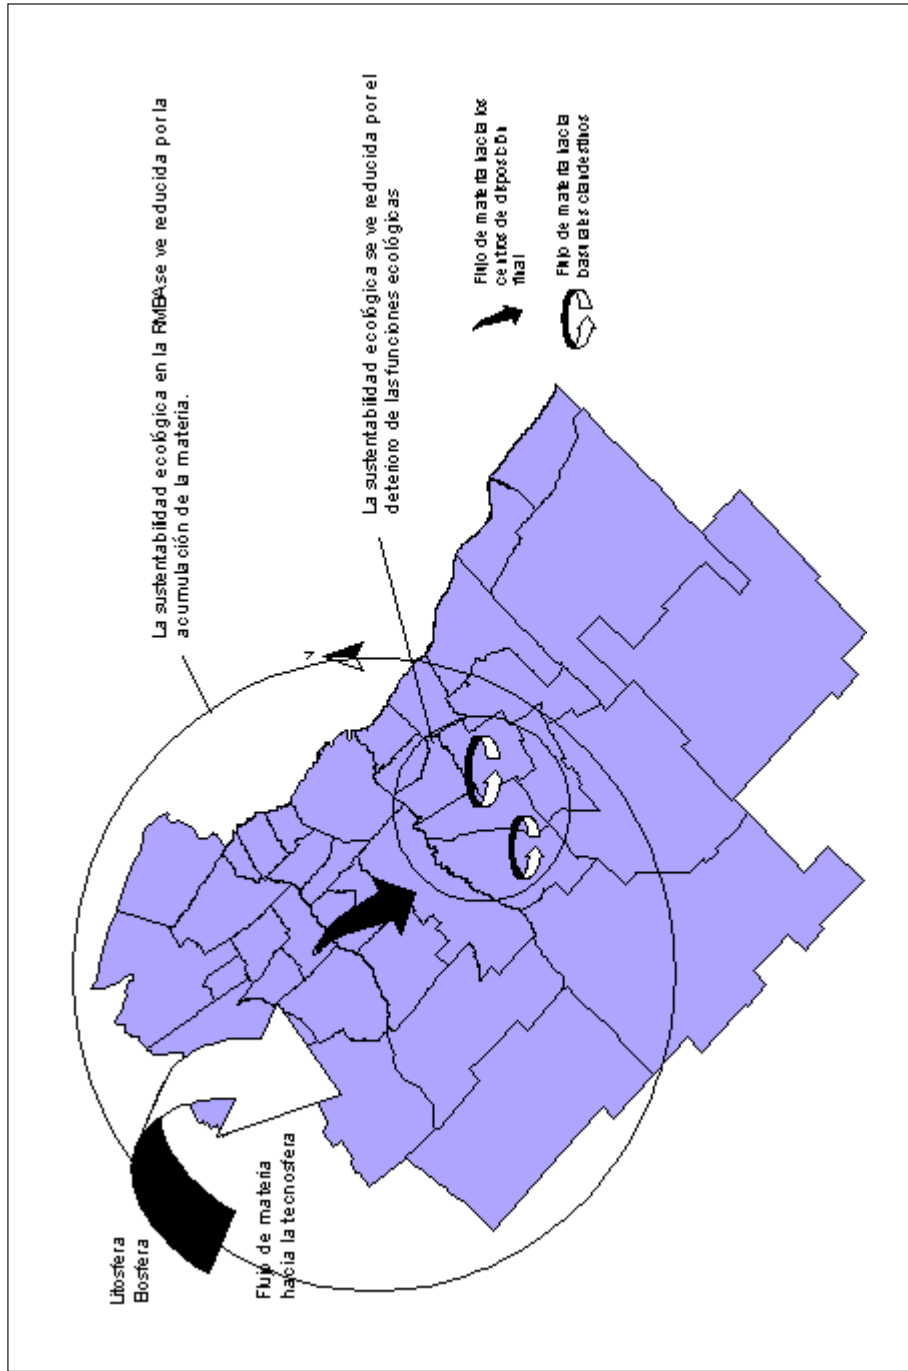 La sustentabilidad ecológica en la RMBA se ve reducida por la
acumulación de la materia.
La sustentabilidad ecológica se ve reducida por el
deterioro de las funciones ecológicas
Flujo de materia hacia los
centros de disposición
final
Flujo de materia hacia
basurales clandestinos
Litosfera
Biosfera
Flujo de materia
hacia la tecnosfera